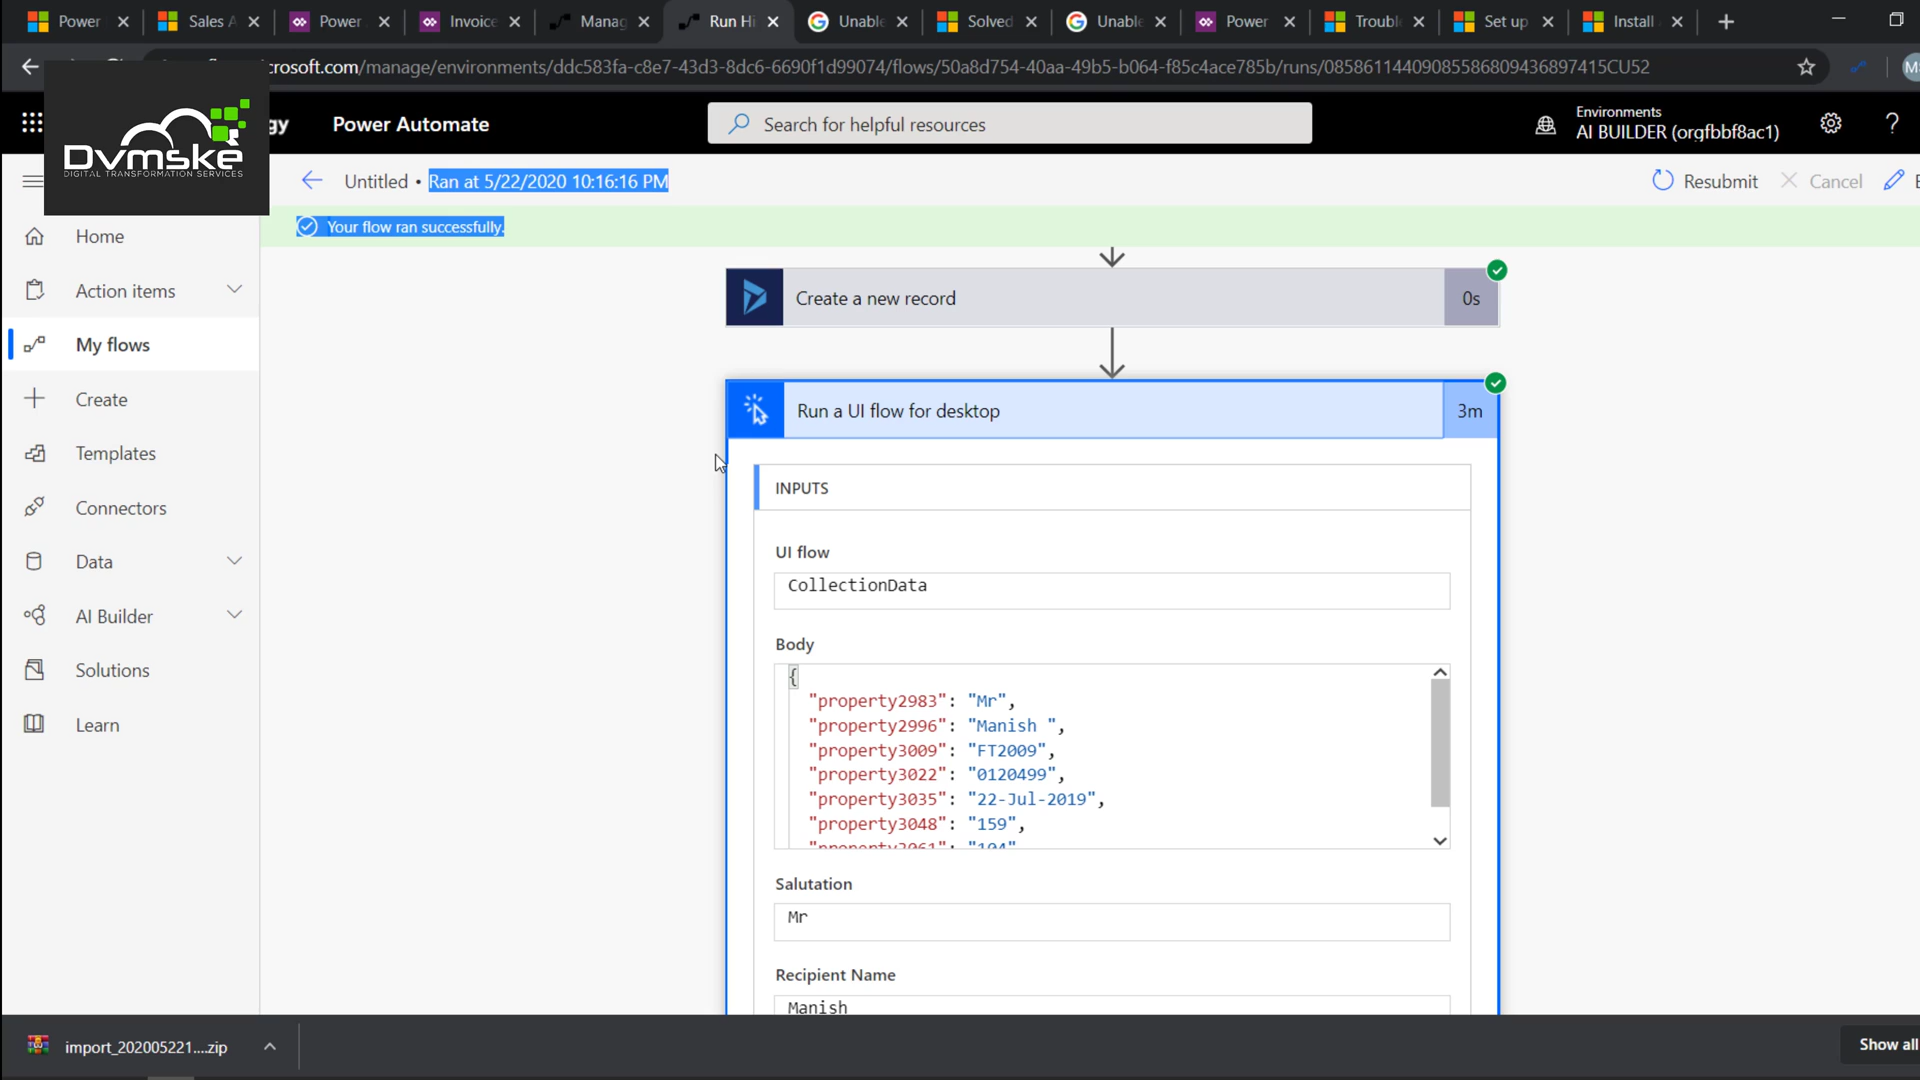 Power
Sales A
Power
Invoice
Manag
Run Hi
Unable
Solved
Unable
Power
Troubl
Set up
Install
crosoft.com/manage/environments/ddc583fa-c8e7-43d3-8dc6-6690f1d99074/flows/50a8d754-40aa-49b5-b064-f85c4ace785b/runs/08586114409085586809436897415CU52
Dvmske
DIGITAL TRANSFORMATION SERVICES
gy
Power Automate
Search for helpful resources
Environments
AI BUILDER (orgfbbf8ac1)
?
Untitled • Ran at 5/22/2020 10:16:16 PM
Resubmit
Cancel
Your flow ran successfully.
Home
Action items
My flows
Create
Templates
Connectors
Data
AI Builder
Solutions
Learn
Create a new record
0s
Run a UI flow for desktop
3m
INPUTS
UI flow
CollectionData
Body
{
"property2983": "Mr",
"property2996": "Manish ",
"property3009": "FT2009",
"property3022": "0120499",
"property3035": "22-Jul-2019",
"property3048": "159",
"property3061": "104"
Salutation
Mr
Recipient Name
Manish
import_202005221....zip
Show all